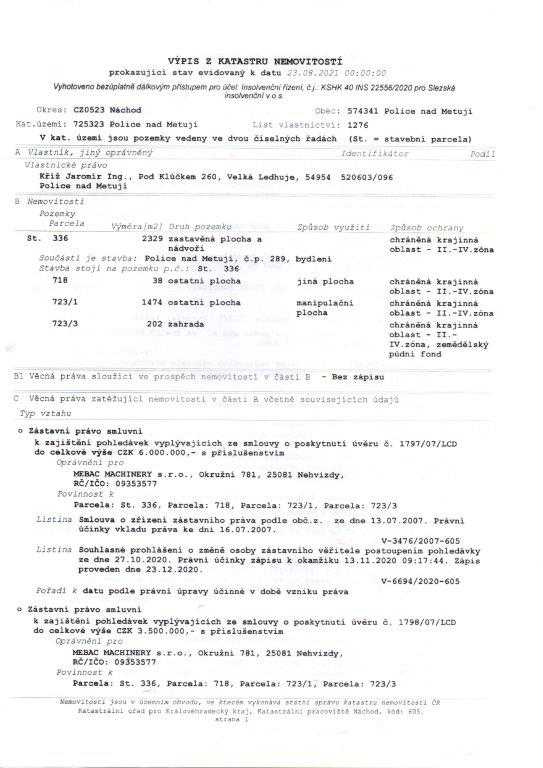 VÝPIS Z KATASTRU NEMOVITOSTÍ
prokazující stav evidovaný k datu 23.08.2021 00:00:00
Vyhotoveno bezúplatně dálkovým přístupem pro účel: Insolvenční řízení, č.j.: KSHK 40 INS 22556/2020 pro Slezská
insolvenční v.o.s.
Okres: CZ0523 Náchod Obec: 574341 Police nad Metují
Kat.území: 725323 Police nad Metují List vlastnictví: 1276
V kat. území jsou pozemky vedeny ve dvou číselných řadách (St. = stavební parcela)
A Vlastník, jiný oprávněný Identifikátor Podíl
Vlastnické právo
Kříž Jaromír Ing., Pod Klůčkem 260, Velká Ledhuje, 54954 520603/096
Police nad Metují
B Nemovitosti
Pozemky
Parcela Výměra[m2] Druh pozemku Způsob využití Způsob ochrany
St. 336 2329 zastavěná plocha a chráněná krajinná
nádvoří oblast - II.-IV.zóna
Součástí je stavba: Police nad Metují, č.p. 289, bydlení
Stavba stojí na pozemku p.č.: St. 336
718 38 ostatní plocha jiná plocha chráněná krajinná
oblast - II.-IV.zóna
723/1 1474 ostatní plocha manipulační chráněná krajinná
plocha oblast - II.-IV.zóna
723/3 202 zahrada chráněná krajinná
oblast - II.-
IV.zóna, zemědělský
půdní fond
B1 Věcná práva sloužící ve prospěch nemovitostí v části B - Bez zápisu
C Věcná práva zatěžující nemovitosti v části B včetně souvisejících údajů
Typ vztahu
o Zástavní právo smluvní
k zajištění pohledávek vyplývajících ze smlouvy o poskytnutí úvěru č. 1797/07/LCD
do celkové výše CZK 6.000.000,- s příslušenstvím
Oprávnění pro
MEBAC MACHINERY s.r.o., Okružní 781, 25081 Nehvizdy,
RČ/IČO: 09353577
Povinnost k
Parcela: St. 336, Parcela: 718, Parcela: 723/1, Parcela: 723/3
Listina Smlouva o zřízení zástavního práva podle obč.z. ze dne 13.07.2007. Právní
účinky vkladu práva ke dni 16.07.2007.
V-3476/2007-605
Listina Souhlasné prohlášení o změně osoby zástavního věřitele postoupením pohledávky
ze dne 27.10.2020. Právní účinky zápisu k okamžiku 13.11.2020 09:17:44. Zápis
proveden dne 23.12.2020.
V-6694/2020-605
Pořadí k datu podle právní úpravy účinné v době vzniku práva
o Zástavní právo smluvní
k zajištění pohledávek vyplývajících ze smlouvy o poskytnutí úvěru č. 1798/07/LCD
do celkové výše CZK 3.500.000,- s příslušenstvím
Oprávnění pro
MEBAC MACHINERY s.r.o., Okružní 781, 25081 Nehvizdy,
RČ/IČO: 09353577
Povinnost k
Parcela: St. 336, Parcela: 718, Parcela: 723/1, Parcela: 723/3
Nemovitosti jsou v územním obvodu, ve kterém vykonává státní správu katastru nemovitostí ČR
Katastrální úřad pro Královéhradecký kraj, Katastrální pracoviště Náchod, kód: 605.
strana 1